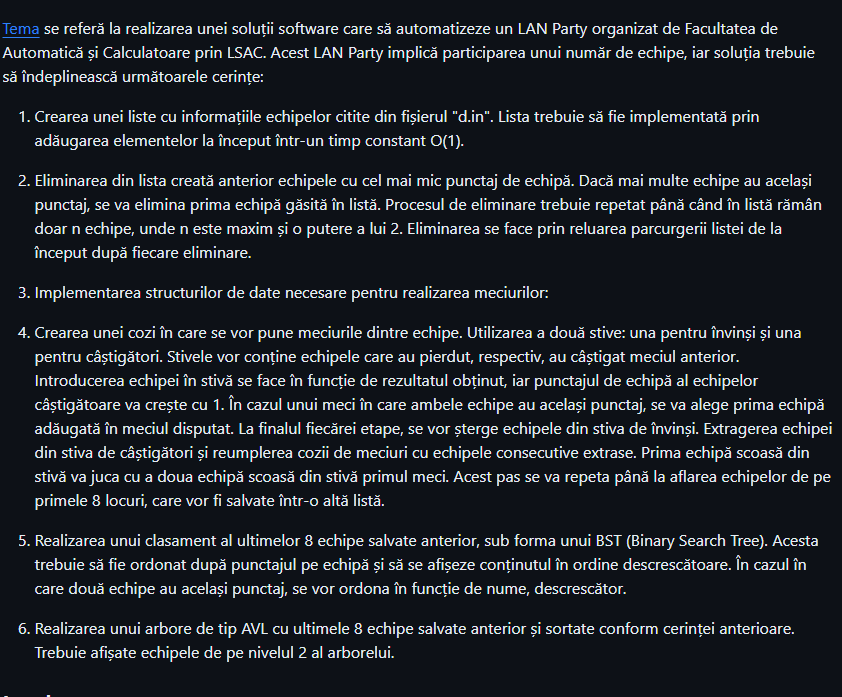 Tema se referă la realizarea unei soluții software care să automatizeze un LAN Party organizat de Facultatea de
Automatică și Calculatoare prin LSAC. Acest LAN Party implică participarea unui număr de echipe, iar soluția trebuie
să îndeplinească următoarele cerințe:
1. Crearea unei liste cu informațiile echipelor citite din fișierul "d.in". Lista trebuie să fie implementată prin
adăugarea elementelor la început într-un timp constant O(1).
2. Eliminarea din lista creată anterior echipele cu cel mai mic punctaj de echipă. Dacă mai multe echipe au același
punctaj, se va elimina prima echipă găsită în listă. Procesul de eliminare trebuie repetat până când în listă rămân
doar n echipe, unde n este maxim și o putere a lui 2. Eliminarea se face prin reluarea parcurgerii listei de la
început după fiecare eliminare.
3. Implementarea structurilor de date necesare pentru realizarea meciurilor:
4. Crearea unei cozi în care se vor pune meciurile dintre echipe. Utilizarea a două stive: una pentru învinși și una
pentru câștigători. Stivele vor conține echipele care au pierdut, respectiv, au câștigat meciul anterior.
Introducerea echipei în stivă se face în funcție de rezultatul obținut, iar punctajul de echipă al echipelor
câștigătoare va crește cu 1. În cazul unui meci în care ambele echipe au același punctaj, se va alege prima echipă
adăugată în meciul disputat. La finalul fiecărei etape, se vor șterge echipele din stiva de învinși. Extragerea echipei
din stiva de câștigători și reumplerea cozii de meciuri cu echipele consecutive extrase. Prima echipă scoasă din
stivă va juca cu a doua echipă scoasă din stivă primul meci. Acest pas se va repeta până la aflarea echipelor de pe
primele 8 locuri, care vor fi salvate într-o altă listă.
5. Realizarea unui clasament al ultimelor 8 echipe salvate anterior, sub forma unui BST (Binary Search Tree). Acesta
trebuie să fie ordonat după punctajul pe echipă și să se afișeze conținutul în ordine descrescătoare. În cazul în
care două echipe au același punctaj, se vor ordona în funcție de nume, descrescător.
6. Realizarea unui arbore de tip AVL cu ultimele 8 echipe salvate anterior și sortate conform cerinței anterioare.
Trebuie afișate echipele de pe nivelul 2 al arborelui.